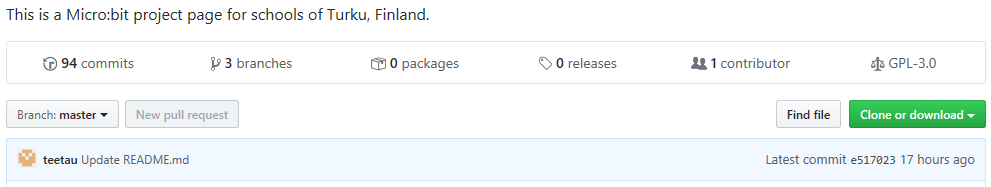 This is a Micro:bit project page for schools of Turku, Finland.
94 commits 3 branches 0 packages 0 releases 1 contributor GPL-3.0
Branch: master New pull request Find file Clone or download
teetau Update README.md Latest commit e517023 17 hours ago